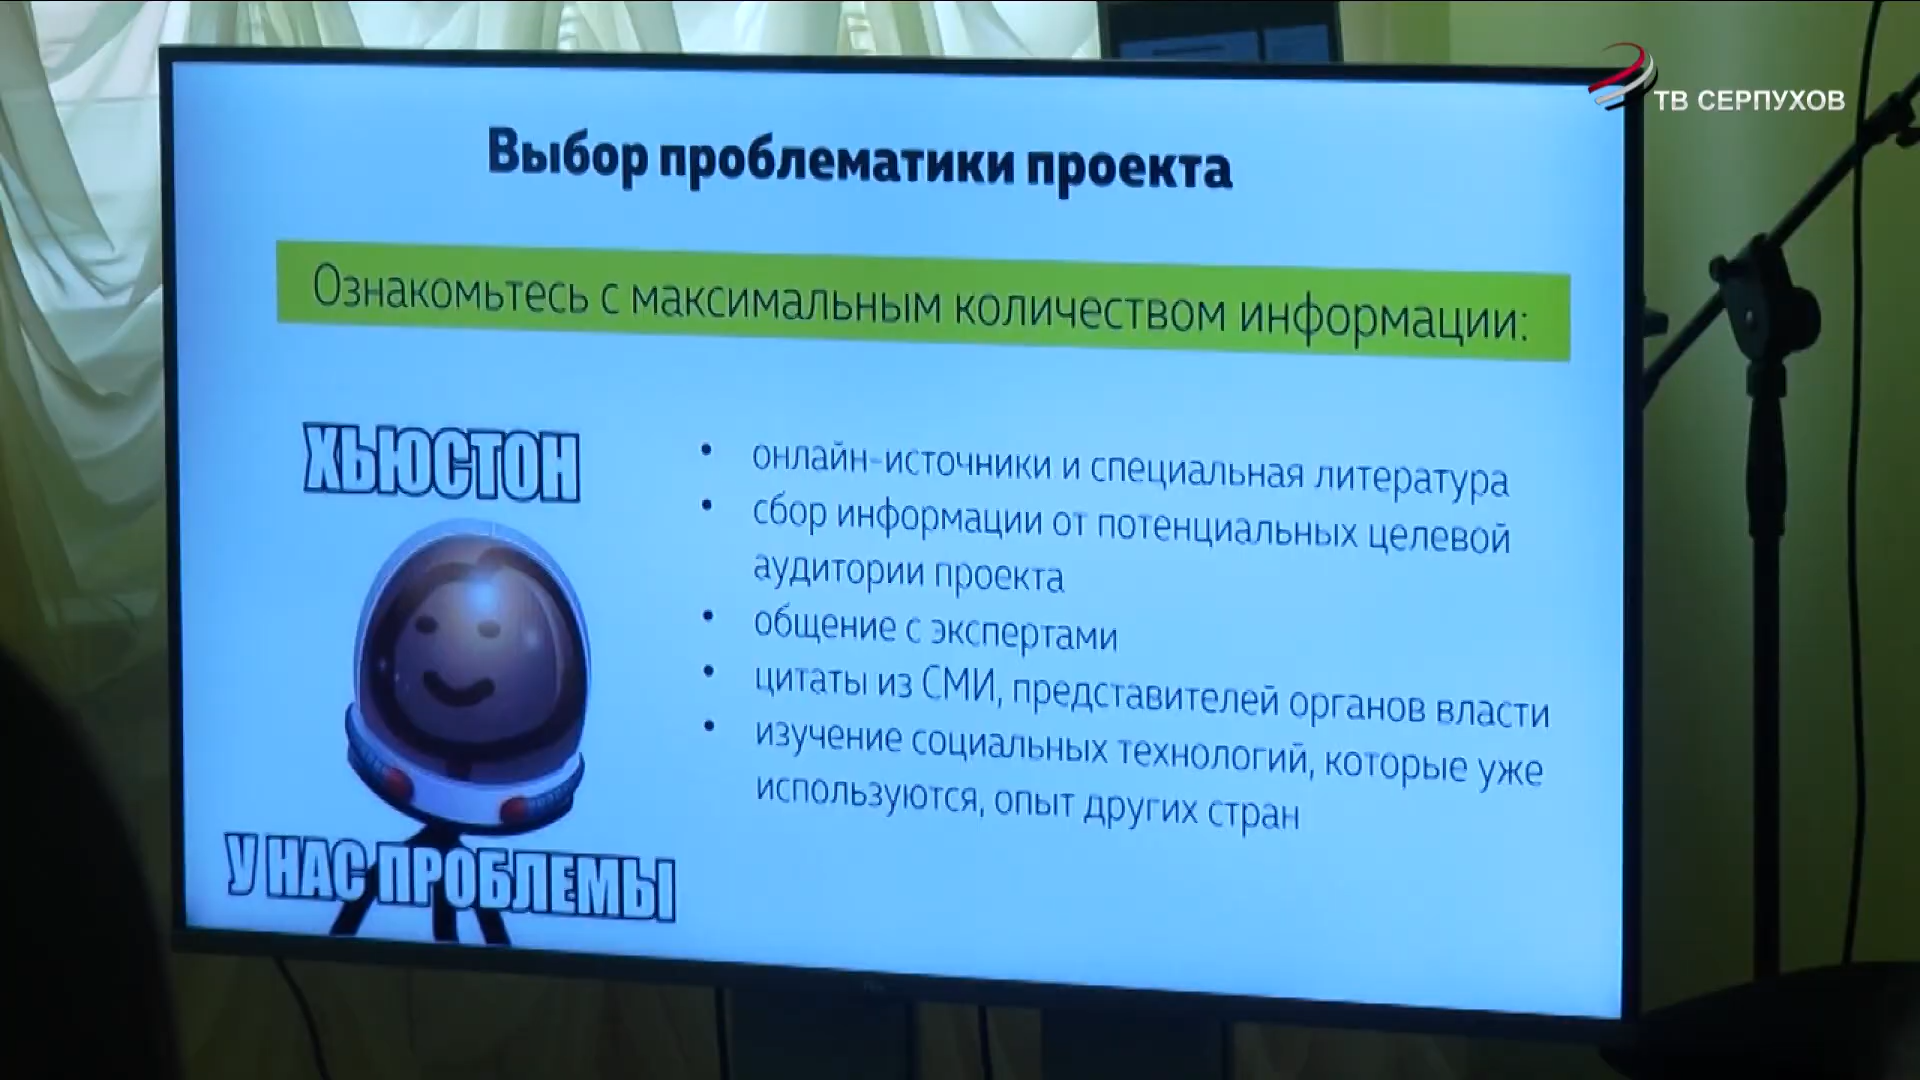 ТВ СЕРПУХОВ
Выбор проблематики проекта
Ознакомьтесь с максимальным количеством информации:
ХЬЮСТОН
У НАС ПРОБЛЕМЫ
• онлайн-источники и специальная литература
• сбор информации от потенциальных целевой
аудитории проекта
• общение с экспертами
• цитаты из СМИ, представителей органов власти
• изучение социальных технологий, которые уже
используются, опыт других стран